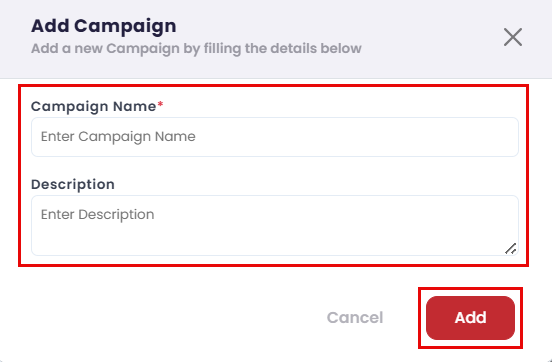 Add Campaign
Add a new Campaign by filling the details below
Campaign Name*
Enter Campaign Name
Description
Enter Description
Cancel
Add